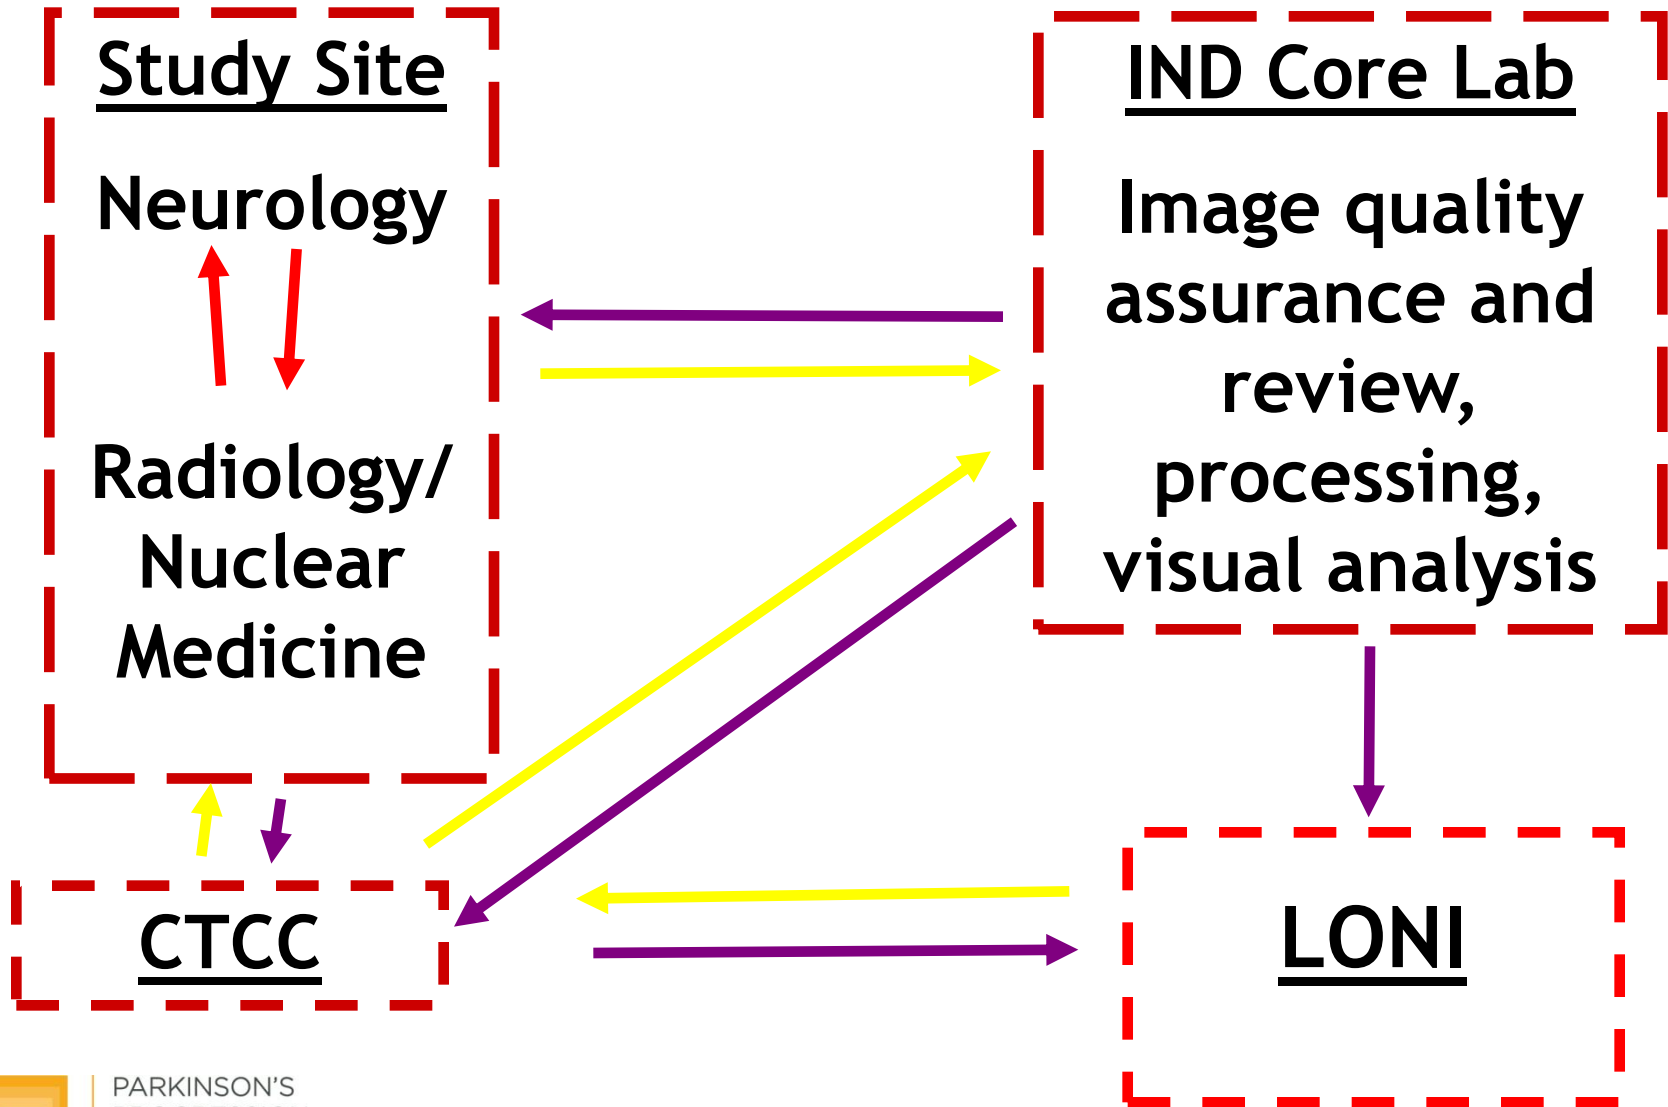 Study Site
Neurology
Radiology/
Nuclear
Medicine
IND Core Lab
Image quality
assurance and
review,
processing,
visual analysis
CTCC
LONI
PARKINSON'S